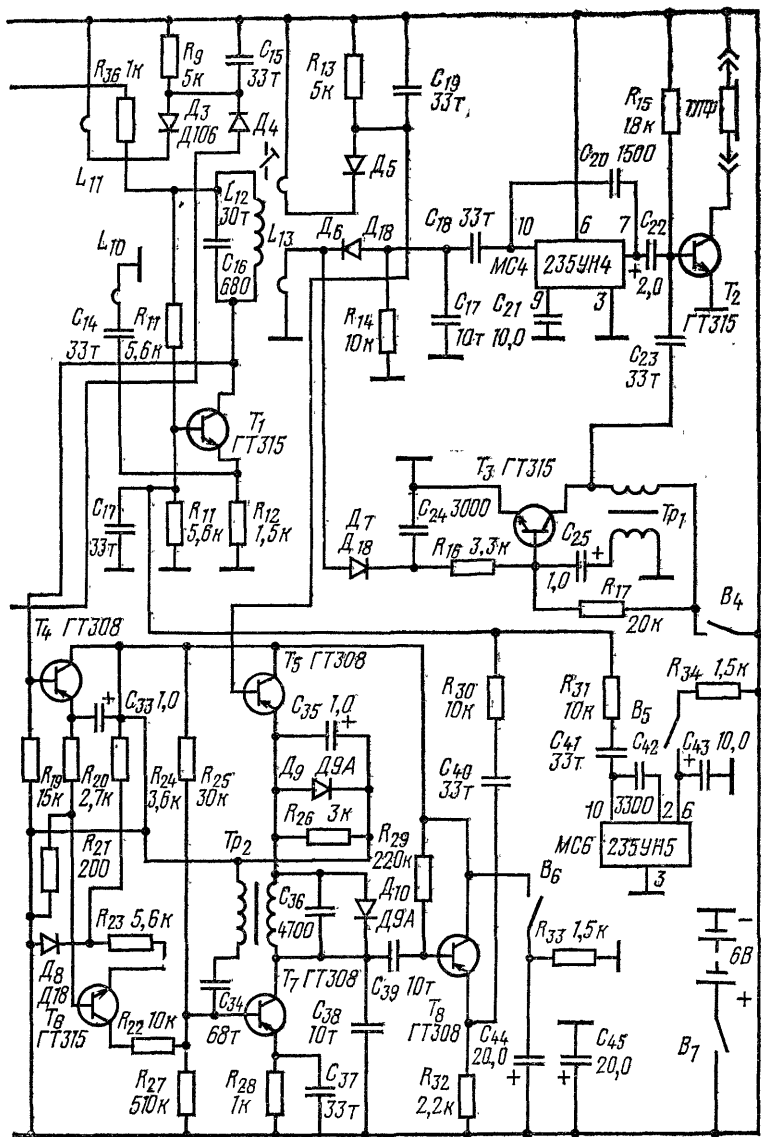 R36 1к
R9
5к
C15
33т
R13
5к
C19
33т
R15
18к
Д3
Д106
Д4
Д5
C20 1500
L11
L12
30т
L13
C16
680
L10
C14
33т
R11
5,6к
Д6
Д18
C18 33т
10
6
7
C22
МС4
235УН4
+
2,0
9
3
T2
ГТ315
R14
10к
C17
10т
C21
10,0
C23
33т
T1
ГТ315
C17
33т
R11
5,6к
R12
1,5к
T3 ГТ315
C24 3000
Д7
Д18
R16 3,3к
C25
+
1,0
Тр1
R17
20к
В4
T4 ГТ308
T5 ГТ308
C33 1,0
+
C35
1,0
+
R30
10к
R31
10к
В5
R34 1,5к
R19
15к
R20
2,7к
R24
3,6к
R25
30к
Д9 Д9А
R26 3к
C40
33т
C41
33т
C42
C43 10,0
+
3300
10
2
6
МС6
235УН5
3
R21
200
Тр2
R29
220к
C36
4700
Д10
Д9А
В6
R23 5,6к
R33 1,5к
6В
−
+
Д8
Д18
T6
ГТ315
C34
68т
T7 ГТ308
C39 10т
T8
ГТ308
R22 10к
C38
10т
C44
20,0
+
C45
20,0
+
В7
R27
510к
R28
1к
C37
33т
R32
2,2к